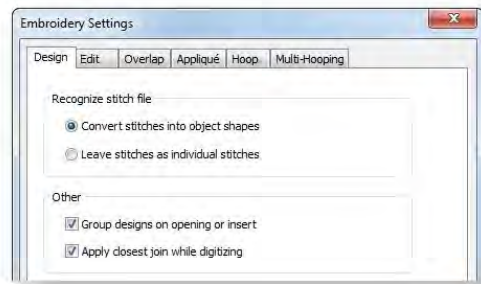 Embroidery Settings
Design Edit Overlap Appliqué Hoop Multi-Hooping
Recognize stitch file
Convert stitches into object shapes
Leave stitches as individual stitches
Other
Group designs on opening or insert
Apply closest join while digitizing